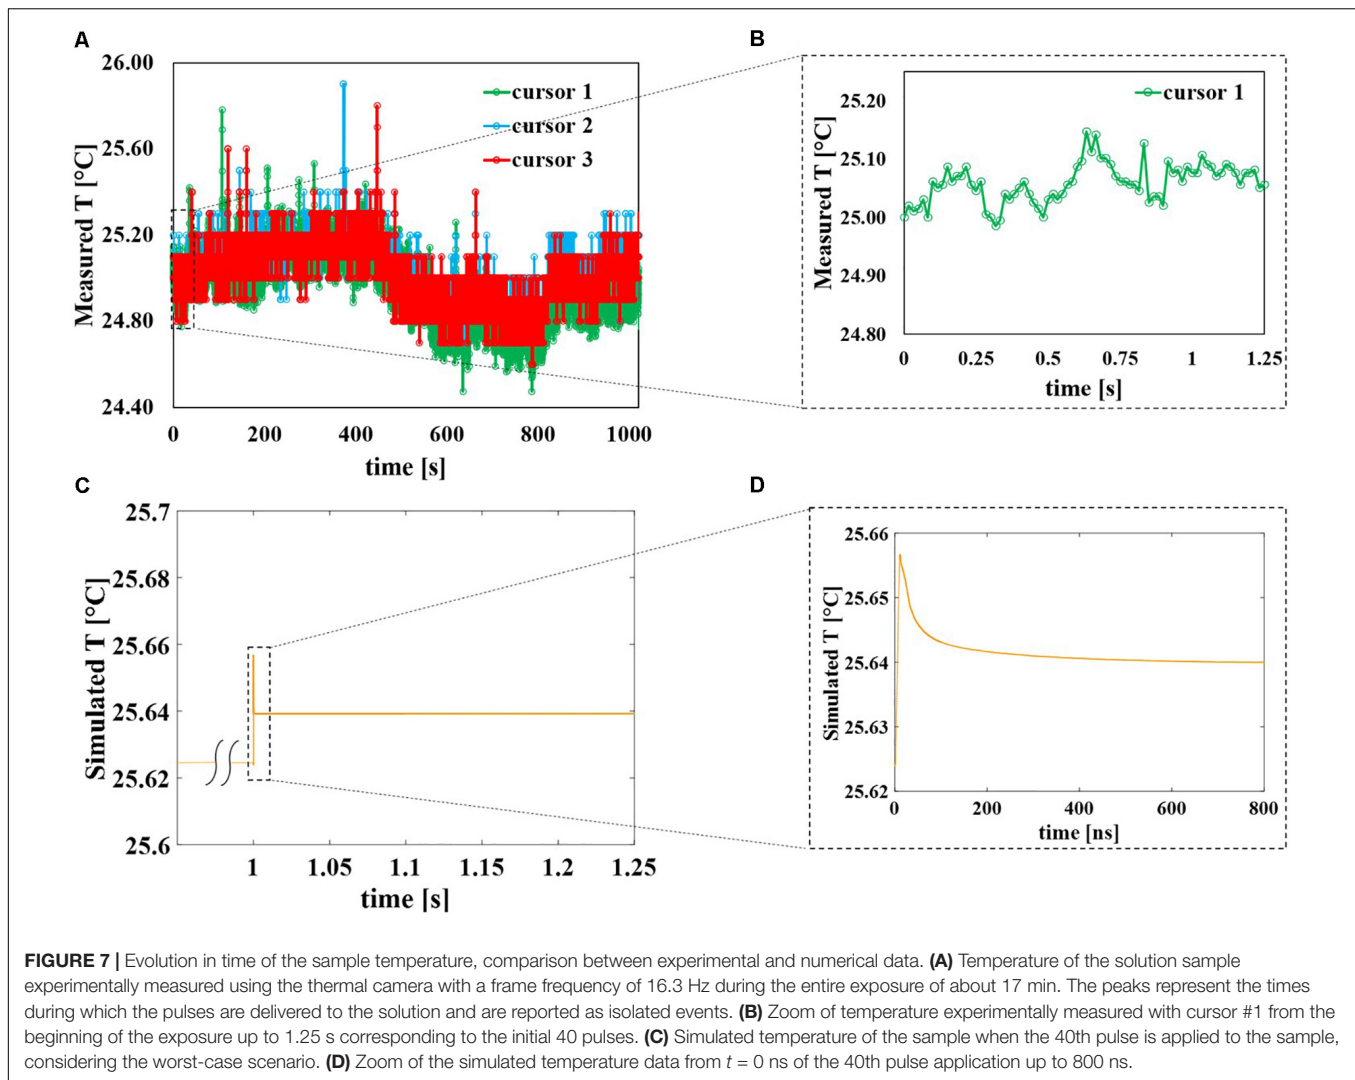 A
26.00
25.60
25.20
24.80
24.40
Measured T [°C]
cursor 1
cursor 2
cursor 3
0 200 400 600 800 1000
time [s]
B
25.20
25.10
25.00
24.90
24.80
Measured T [°C]
cursor 1
0 0.25 0.5 0.75 1 1.25
time [s]
C
25.7
25.68
25.66
25.64
25.62
25.6
Simulated T [°C]
1 1.05 1.1 1.15 1.2 1.25
time [s]
D
25.66
25.65
25.64
25.63
25.62
Simulated T [°C]
0 200 400 600 800
time [ns]
FIGURE 7 | Evolution in time of the sample temperature, comparison between experimental and numerical data. (A) Temperature of the solution sample
experimentally measured using the thermal camera with a frame frequency of 16.3 Hz during the entire exposure of about 17 min. The peaks represent the times
during which the pulses are delivered to the solution and are reported as isolated events. (B) Zoom of temperature experimentally measured with cursor #1 from the
beginning of the exposure up to 1.25 s corresponding to the initial 40 pulses. (C) Simulated temperature of the sample when the 40th pulse is applied to the sample,
considering the worst-case scenario. (D) Zoom of the simulated temperature data from t = 0 ns of the 40th pulse application up to 800 ns.